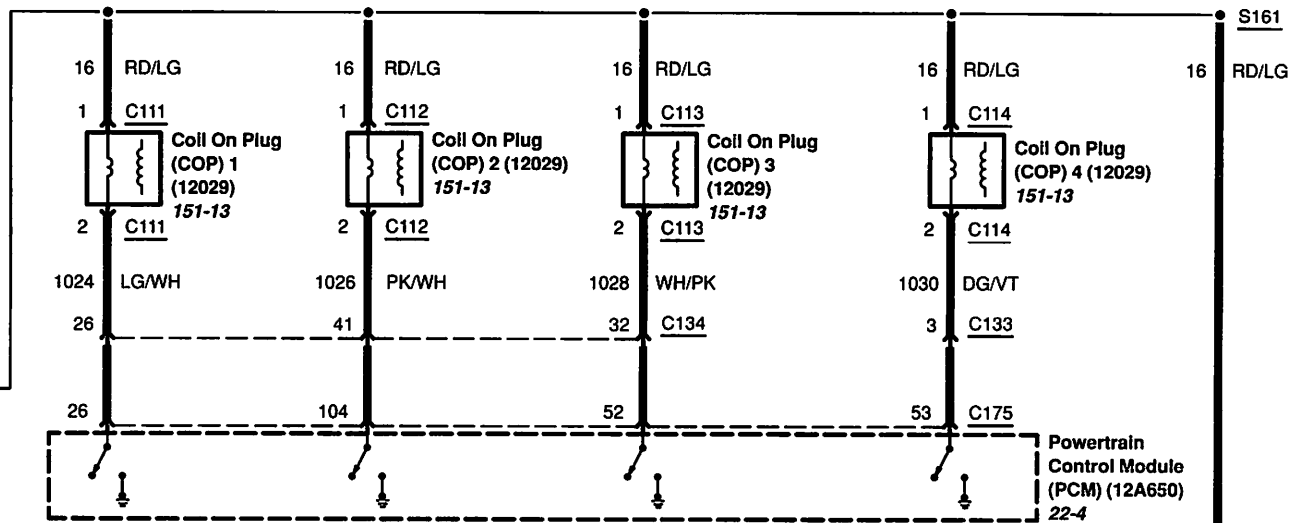 S161
16 RD/LG 16 RD/LG 16 RD/LG 16 RD/LG 16 RD/LG
1 C111 1 C112 1 C113 1 C114
Coil On Plug
(COP) 1
(12029)
151-13
Coil On Plug
(COP) 2 (12029)
151-13
Coil On Plug
(COP) 3
(12029)
151-13
Coil On Plug
(COP) 4 (12029)
151-13
2 C111 2 C112 2 C113 2 C114
1024 LG/WH 1026 PK/WH 1028 WH/PK 1030 DG/VT
26 41 32 C134 3 C133
26 104 52 53 C175
Powertrain
Control Module
(PCM) (12A650)
22-4